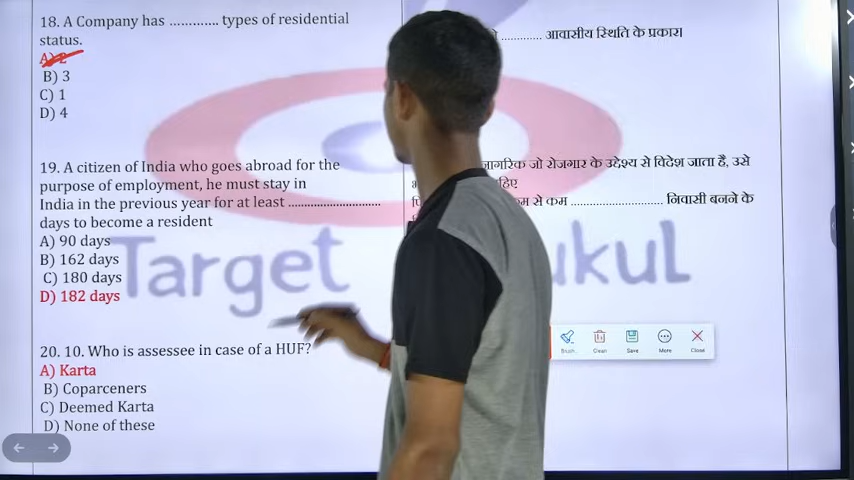 18. A Company has ............. types of residential
status.
A) 2
B) 3
C) 1
D) 4
............. आवासीय स्थिति के प्रकार।
19. A citizen of India who goes abroad for the
purpose of employment, he must stay in
India in the previous year for at least ............................
days to become a resident
A) 90 days
B) 162 days
C) 180 days
D) 182 days
नागरिक जो रोजगार के उद्देश्य से विदेश जाता है, उसे
से कम ............................ निवासी बनने के
20. 10. Who is assessee in case of a HUF?
A) Karta
B) Coparceners
C) Deemed Karta
D) None of these
Target ukul
Brush Clean Save More Close